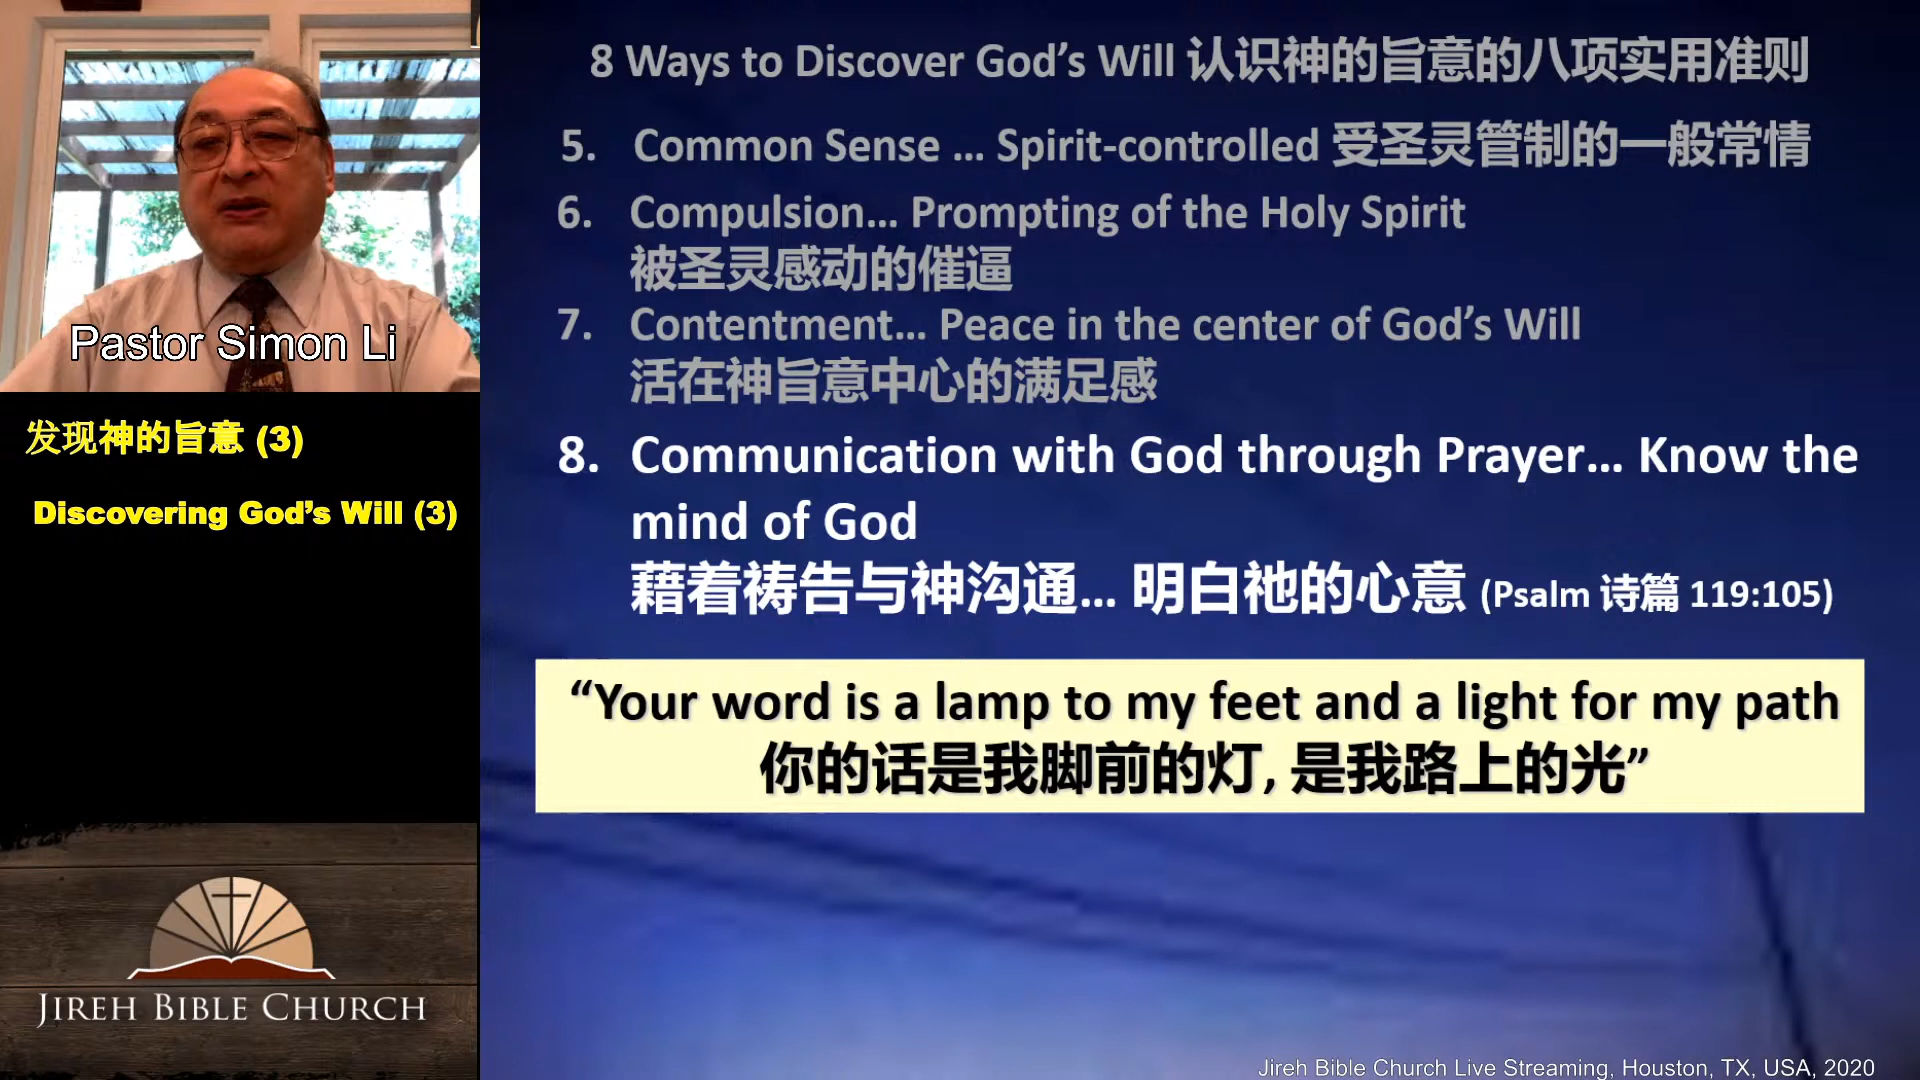 Pastor Simon Li
发现神的旨意 (3)
Discovering God's Will (3)
JIREH BIBLE CHURCH
8 Ways to Discover God's Will 认识神的旨意的八项实用准则
5. Common Sense ... Spirit-controlled 受圣灵管制的一般常情
6. Compulsion... Prompting of the Holy Spirit
被圣灵感动的催逼
7. Contentment... Peace in the center of God's Will
活在神旨意中心的满足感
8. Communication with God through Prayer... Know the
mind of God
藉着祷告与神沟通... 明白祂的心意 (Psalm 诗篇 119:105)
“Your word is a lamp to my feet and a light for my path
你的话是我脚前的灯, 是我路上的光”
Jireh Bible Church Live Streaming, Houston, TX, USA, 2020